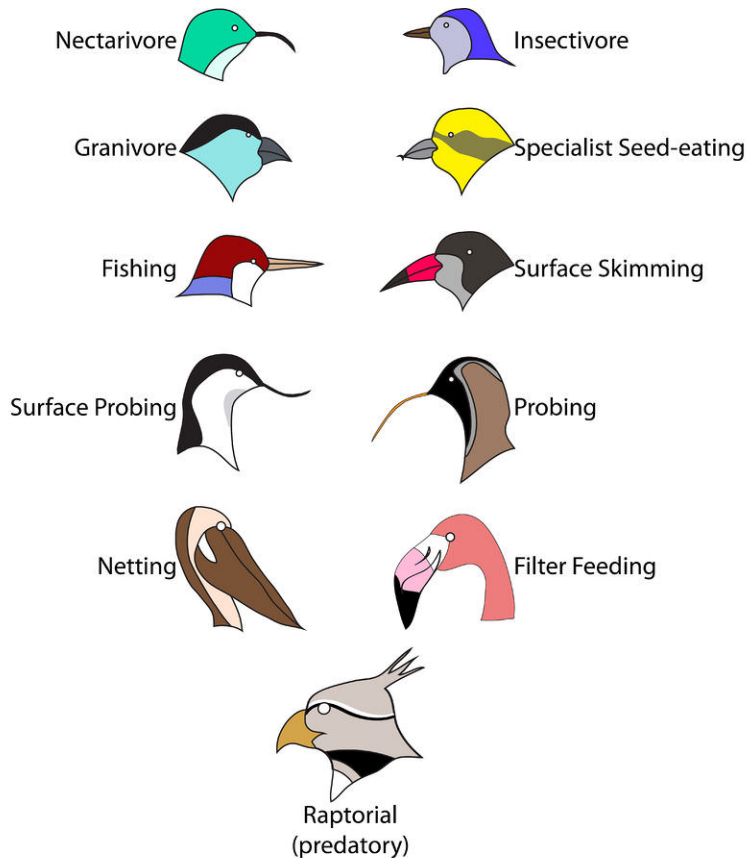 Nectarivore
Insectivore
Granivore
Specialist Seed-eating
Fishing
Surface Skimming
Surface Probing
Probing
Netting
Filter Feeding
Raptorial
(predatory)